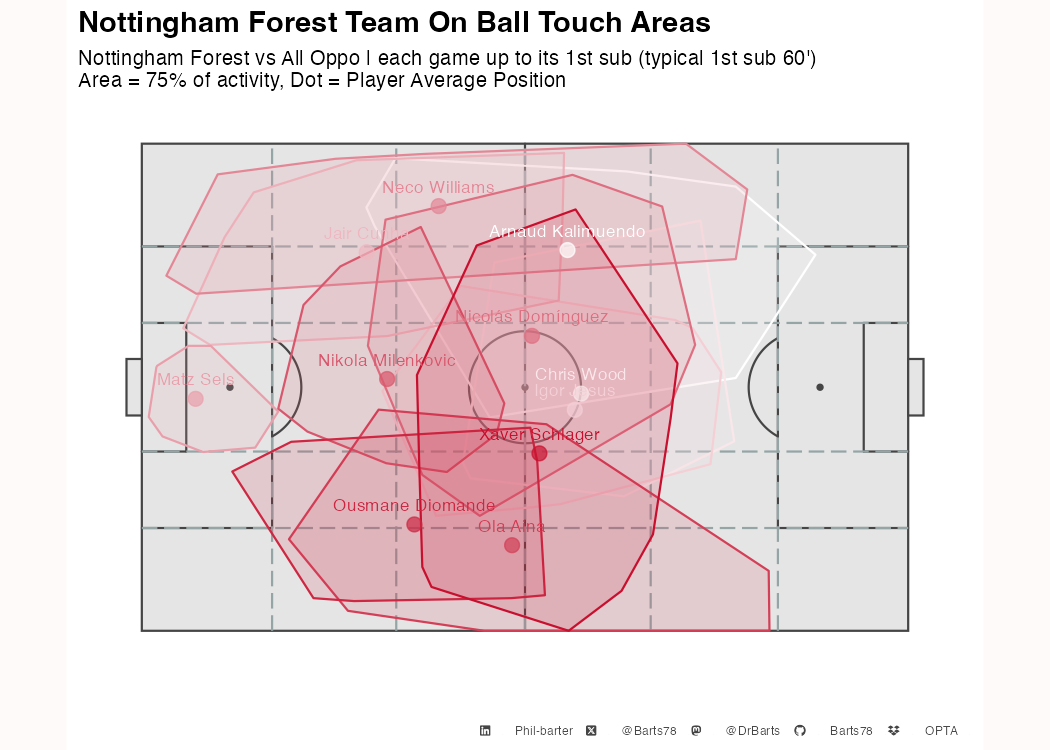 Nottingham Forest Team On Ball Touch Areas
Nottingham Forest vs All Oppo | each game up to its 1st sub (typical 1st sub 60')
Area = 75% of activity, Dot = Player Average Position
Neco Williams
Jair
Arnaud Kalimuendo
Nicolás Domínguez
Nikola Milenkovic
Matz Sels
Chris Wood
Igor Jesus
Xaver Schlager
Ousmane Diomande
Ola Aina
Phil-barter @Barts78 @DrBarts Barts78 OPTA